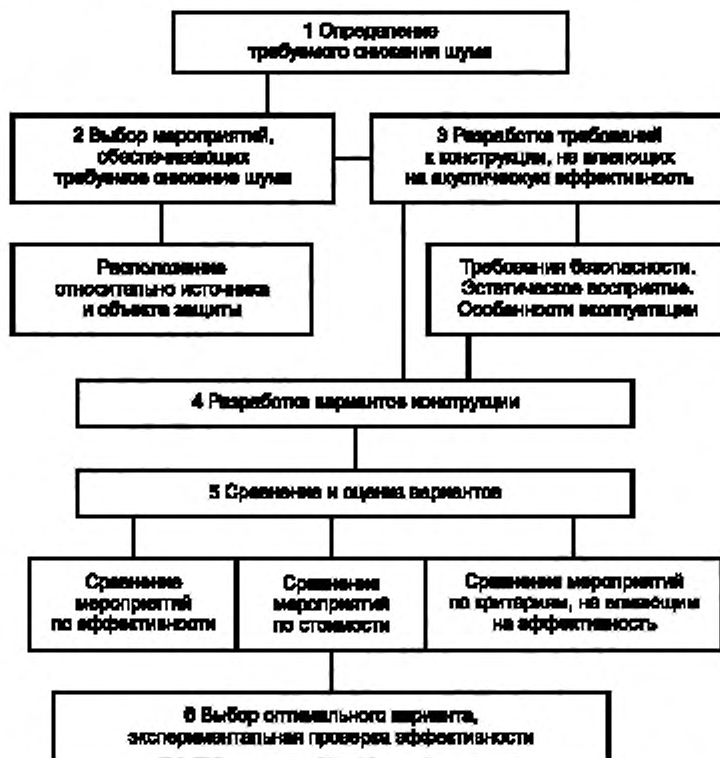 1 Определение
требуемого снижения шума
2 Выбор мероприятий,
обеспечивающих
требуемое снижение шума
3 Разработка требований
к конструкции, не влияющих
на акустическую эффективность
Расположение
относительно источника
и объекта защиты
Требования безопасности.
Эстетическое восприятие.
Особенности эксплуатации
4 Разработка вариантов конструкции
5 Сравнение и оценка вариантов
Сравнение
мероприятий
по эффективности
Сравнение
мероприятий
по стоимости
Сравнение мероприятий
по критериям, не влияющим
на эффективность
6 Выбор оптимального варианта,
экспериментальная проверка эффективности